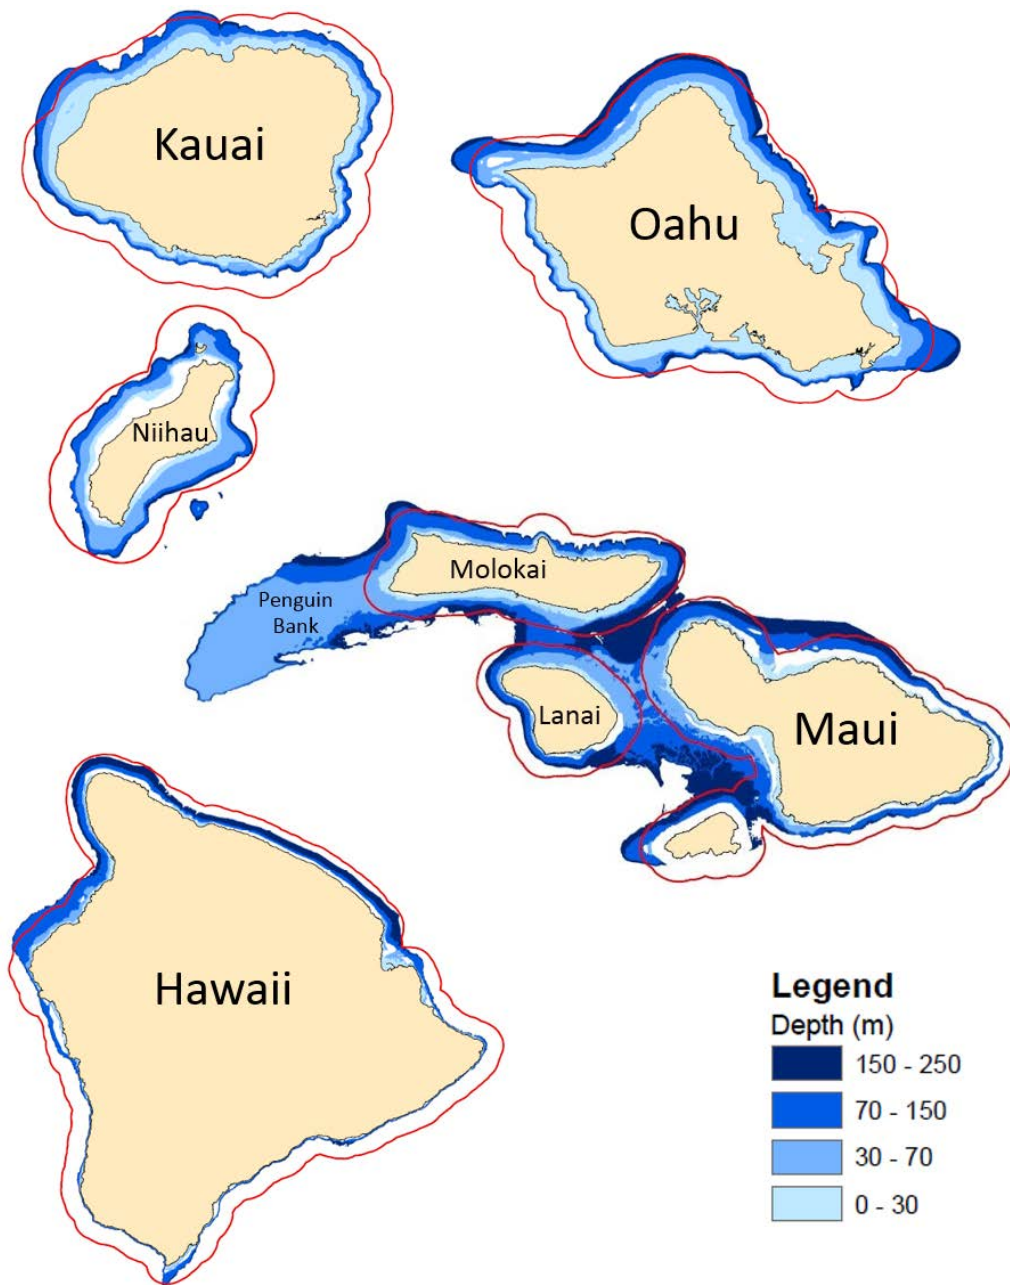 Kauai
Oahu
Niihau
Molokai
Penguin
Bank
Lanai
Maui
Hawaii
Legend
Depth (m)
150 - 250
70 - 150
30 - 70
0 - 30